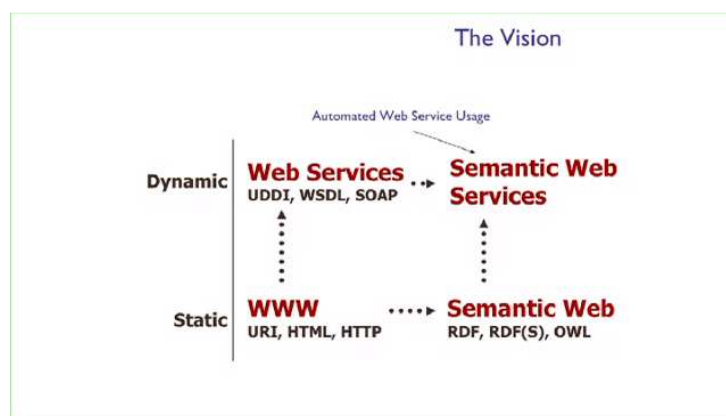 The Vision
Automated Web Service Usage
Dynamic
Web Services
UDDI, WSDL, SOAP
Semantic Web
Services
Static
WWW
URI, HTML, HTTP
Semantic Web
RDF, RDF(S), OWL